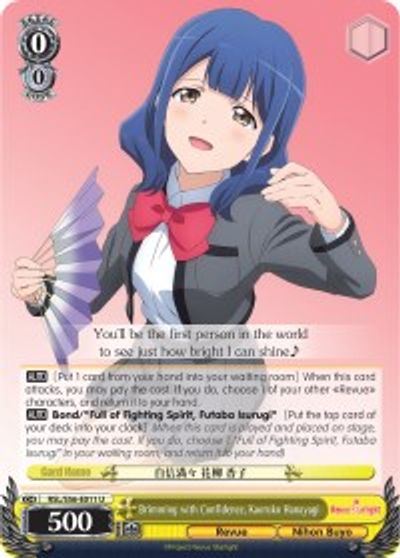 0
0
You'll be the first person in the world
to see just how bright I can shine♪
AUTO [Put 1 card from your hand into your waiting room] When this card
attacks, you may pay the cost. If you do, choose 1 of your other «Revue»
characters, and return it to your hand.
AUTO Bond/"Full of Fighting Spirit, Futaba Isurugi" [Put the top card of
your deck into your clock] (When this card is played and placed on
stage, you may pay the cost. If you do, choose 1 "Full of Fighting Spirit,
Futaba Isurugi" in your waiting room, and return it to your hand)
Card Name 自信満々 花柳 香子
Brimming with Confidence, Kaoruko Hanayagi
500
Revue
Nihon Buyo